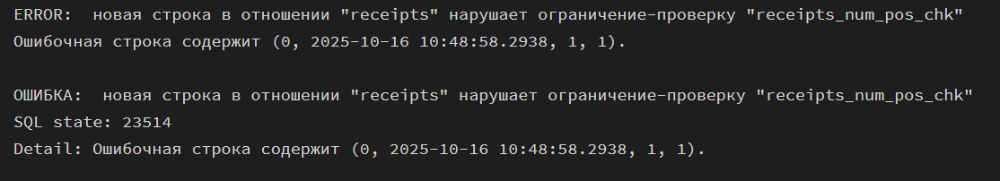 ERROR:  новая строка в отношении "receipts" нарушает ограничение-проверку "receipts_num_pos_chk"
Ошибочная строка содержит (0, 2025-10-16 10:48:58.2938, 1, 1).
ОШИБКА:  новая строка в отношении "receipts" нарушает ограничение-проверку "receipts_num_pos_chk"
SQL state: 23514
Detail: Ошибочная строка содержит (0, 2025-10-16 10:48:58.2938, 1, 1).